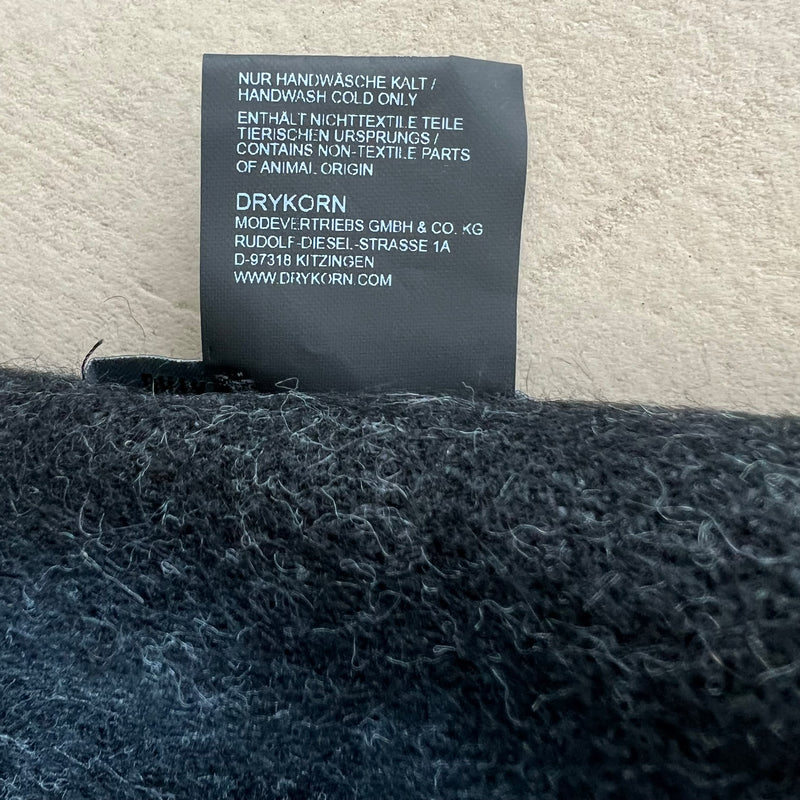 NUR HANDWÄSCHE KALT /
HANDWASH COLD ONLY
ENTHÄLT NICHTTEXTILE TEILE
TIERISCHEN URSPRUNGS /
CONTAINS NON-TEXTILE PARTS
OF ANIMAL ORIGIN
DRYKORN
MODEVERTRIEBS GMBH & CO. KG
RUDOLF-DIESEL-STRASSE 1A
D-97318 KITZINGEN
WWW.DRYKORN.COM